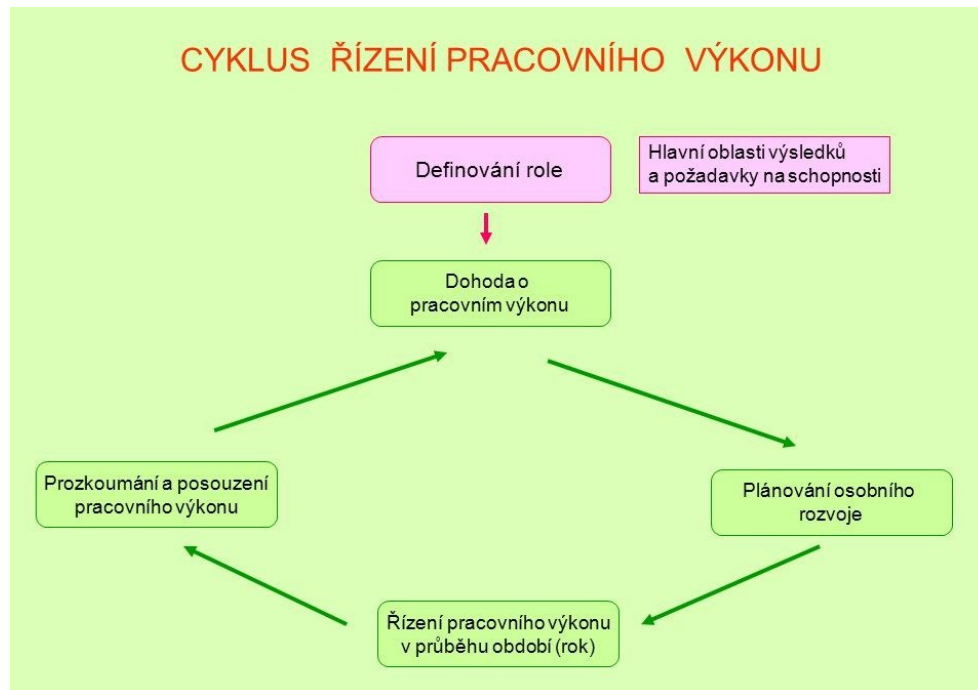 CYKLUS ŘÍZENÍ PRACOVNÍHO VÝKONU
Definování role
Hlavní oblasti výsledků
a požadavky na schopnosti
Dohoda o
pracovním výkonu
Prozkoumání a posouzení
pracovního výkonu
Plánování osobního
rozvoje
Řízení pracovního výkonu
v průběhu období (rok)